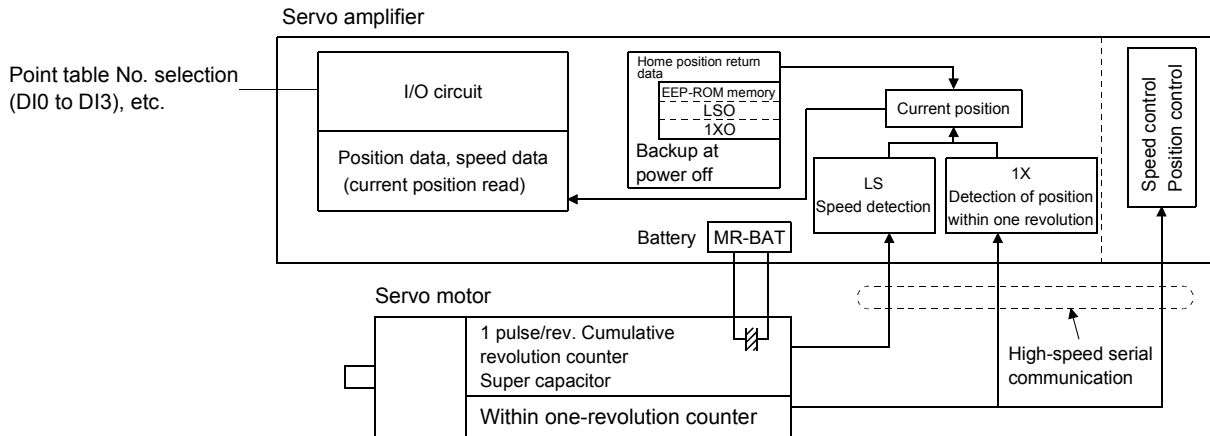 Servo amplifier
Point table No. selection
(DI0 to DI3), etc.
I/O circuit
Position data, speed data
(current position read)
Home position return
data
EEP-ROM memory
LSO
1XO
Backup at
power off
Current position
LS
Speed detection
1X
Detection of position
within one revolution
Speed control
Position control
Battery
MR-BAT
Servo motor
1 pulse/rev. Cumulative
revolution counter
Super capacitor
Within one-revolution counter
High-speed serial
communication